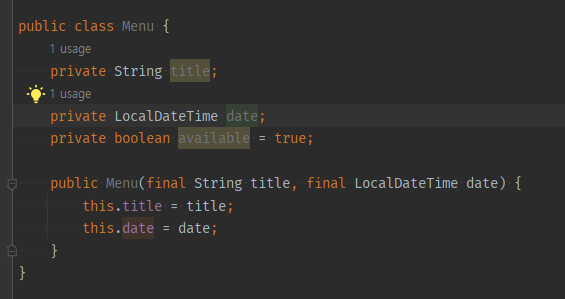 public class Menu {
1 usage
private String title;
1 usage
private LocalDateTime date;
private boolean available = true;
public Menu(final String title, final LocalDateTime date) {
this.title = title;
this.date = date;
}
}